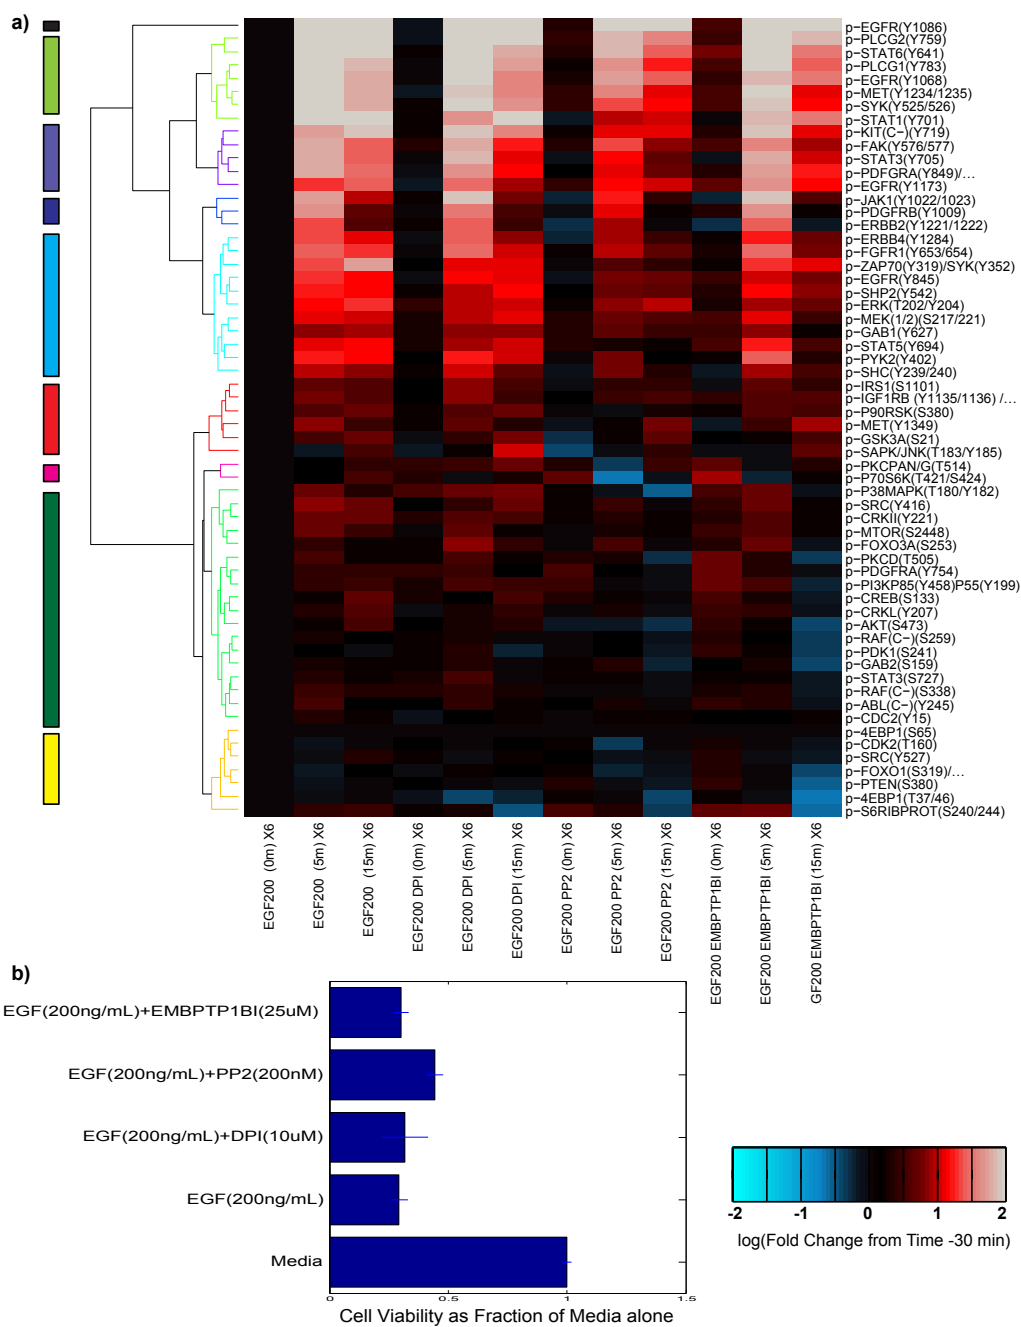 a)
p-EGFR(Y1086)
p-PLCG2(Y759)
p-STAT6(Y641)
p-PLCG1(Y783)
p-EGFR(Y1068)
p-MET(Y1234/1235)
p-SYK(Y525/526)
p-STAT1(Y701)
p-KIT(C-)(Y719)
p-FAK(Y576/577)
p-STAT3(Y705)
p-PDFGRA(Y849)/...
p-EGFR(Y1173)
p-JAK1(Y1022/1023)
p-PDGFRB(Y1009)
p-ERBB2(Y1221/1222)
p-ERBB4(Y1284)
p-FGFR1(Y653/654)
p-ZAP70(Y319)/SYK(Y352)
p-EGFR(Y845)
p-SHP2(Y542)
p-ERK(T202/Y204)
p-MEK(1/2)(S217/221)
p-GAB1(Y627)
p-STAT5(Y694)
p-PYK2(Y402)
p-SHC(Y239/240)
p-IRS1(S1101)
p-IGF1RB (Y1135/1136) /...
p-P90RSK(S380)
p-MET(Y1349)
p-GSK3A(S21)
p-SAPK/JNK(T183/Y185)
p-PKCPAN/G(T514)
p-P70S6K(T421/S424)
p-P38MAPK(T180/Y182)
p-SRC(Y416)
p-CRKII(Y221)
p-MTOR(S2448)
p-FOXO3A(S253)
p-PKCD(T505)
p-PDGFRA(Y754)
p-PI3KP85(Y458)P55(Y199)
p-CREB(S133)
p-CRKL(Y207)
p-AKT(S473)
p-RAF(C-)(S259)
p-PDK1(S241)
p-GAB2(S159)
p-STAT3(S727)
p-RAF(C-)(S338)
p-ABL(C-)(Y245)
p-CDC2(Y15)
p-4EBP1(S65)
p-CDK2(T160)
p-SRC(Y527)
p-FOXO1(S319)/...
p-PTEN(S380)
p-4EBP1(T37/46)
p-S6RIBPROT(S240/244)
EGF200 (0m) X6
EGF200 (5m) X6
EGF200 (15m) X6
EGF200 DPI (0m) X6
EGF200 DPI (5m) X6
EGF200 DPI (15m) X6
EGF200 PP2 (0m) X6
EGF200 PP2 (5m) X6
EGF200 PP2 (15m) X6
EGF200 EMBPTP1BI (0m) X6
EGF200 EMBPTP1BI (5m) X6
GF200 EMBPTP1BI (15m) X6
b)
EGF(200ng/mL)+EMBPTP1BI(25uM)
EGF(200ng/mL)+PP2(200nM)
EGF(200ng/mL)+DPI(10uM)
EGF(200ng/mL)
Media
0 0.5 1 1.5
Cell Viability as Fraction of Media alone
-2 -1 0 1 2
log(Fold Change from Time -30 min)